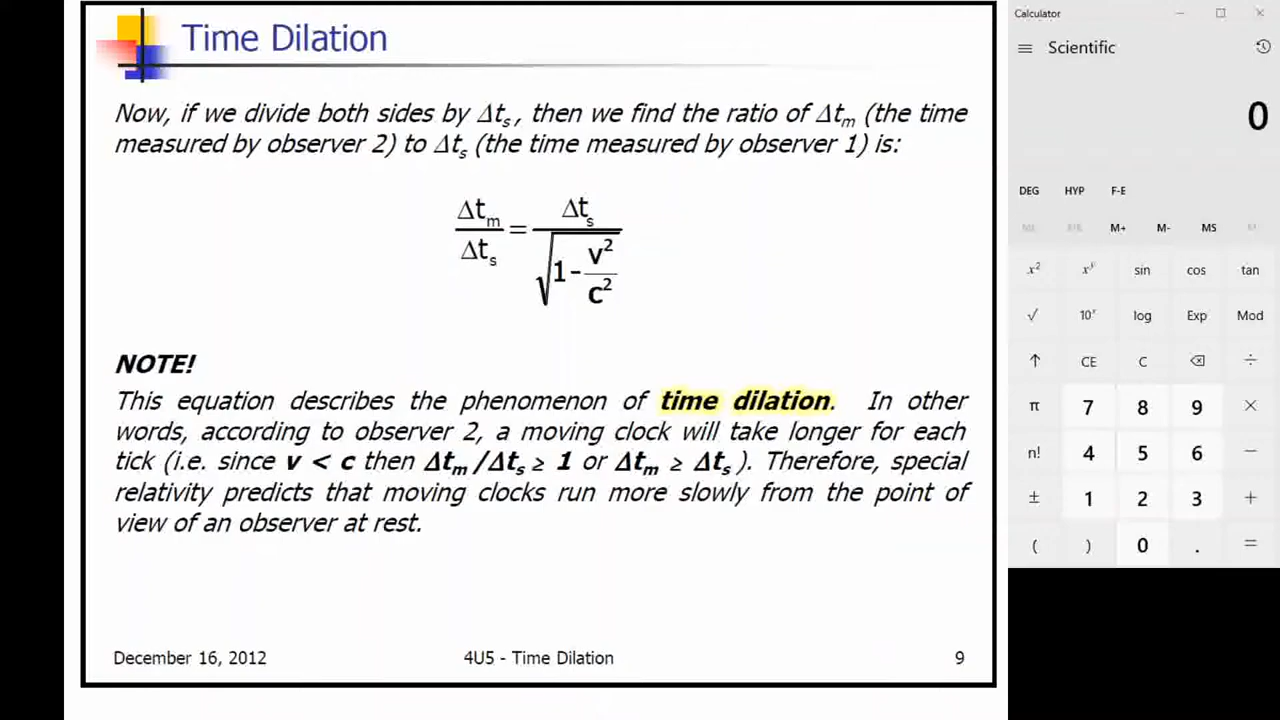 Time Dilation
Now, if we divide both sides by Δtₛ, then we find the ratio of Δtₘ (the time
measured by observer 2) to Δtₛ (the time measured by observer 1) is:
Δtₘ/Δtₛ = Δtₛ/√(1-v²/c²)
NOTE!
This equation describes the phenomenon of time dilation. In other
words, according to observer 2, a moving clock will take longer for each
tick (i.e. since v < c then Δtₘ/Δtₛ ≥ 1 or Δtₘ ≥ Δtₛ). Therefore, special
relativity predicts that moving clocks run more slowly from the point of
view of an observer at rest.
December 16, 2012 4U5 - Time Dilation 9
Calculator
Scientific
0
DEG HYP F-E
M+ M- MS
x² xʸ sin cos tan
√ 10ˣ log Exp Mod
↑ CE C ⌫ ÷
π 7 8 9 ×
n! 4 5 6 −
± 1 2 3 +
( ) 0 . =